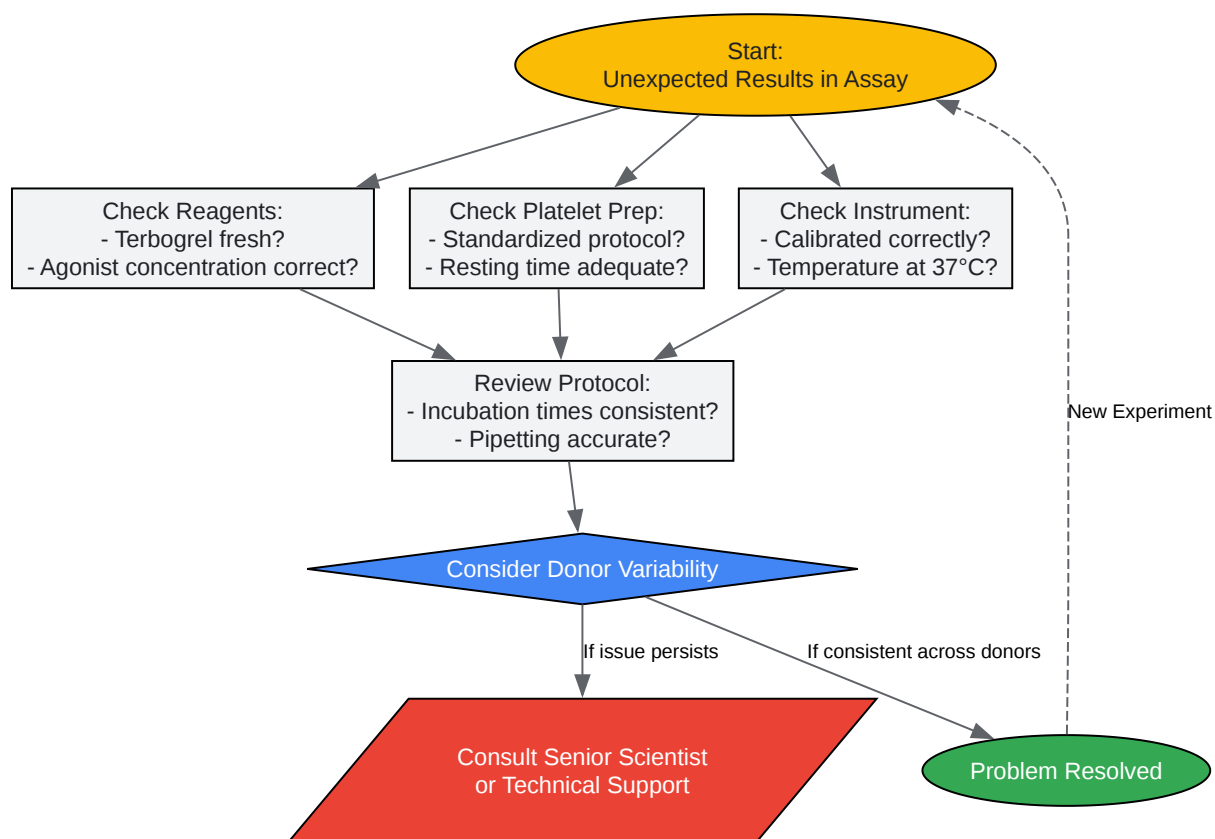 Start:
Unexpected Results in Assay
Check Reagents:
- Terbogrel fresh?
- Agonist concentration correct?
Check Platelet Prep:
- Standardized protocol?
- Resting time adequate?
Check Instrument:
- Calibrated correctly?
- Temperature at 37°C?
Review Protocol:
- Incubation times consistent?
- Pipetting accurate?
New Experiment
Consider Donor Variability
If issue persists
If consistent across donors
Consult Senior Scientist
or Technical Support
Problem Resolved